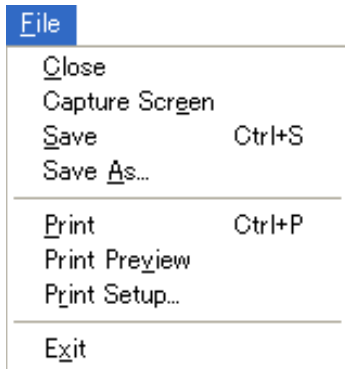 File
Close
Capture Screen
Save Ctrl+S
Save As...
Print Ctrl+P
Print Preview
Print Setup...
Exit